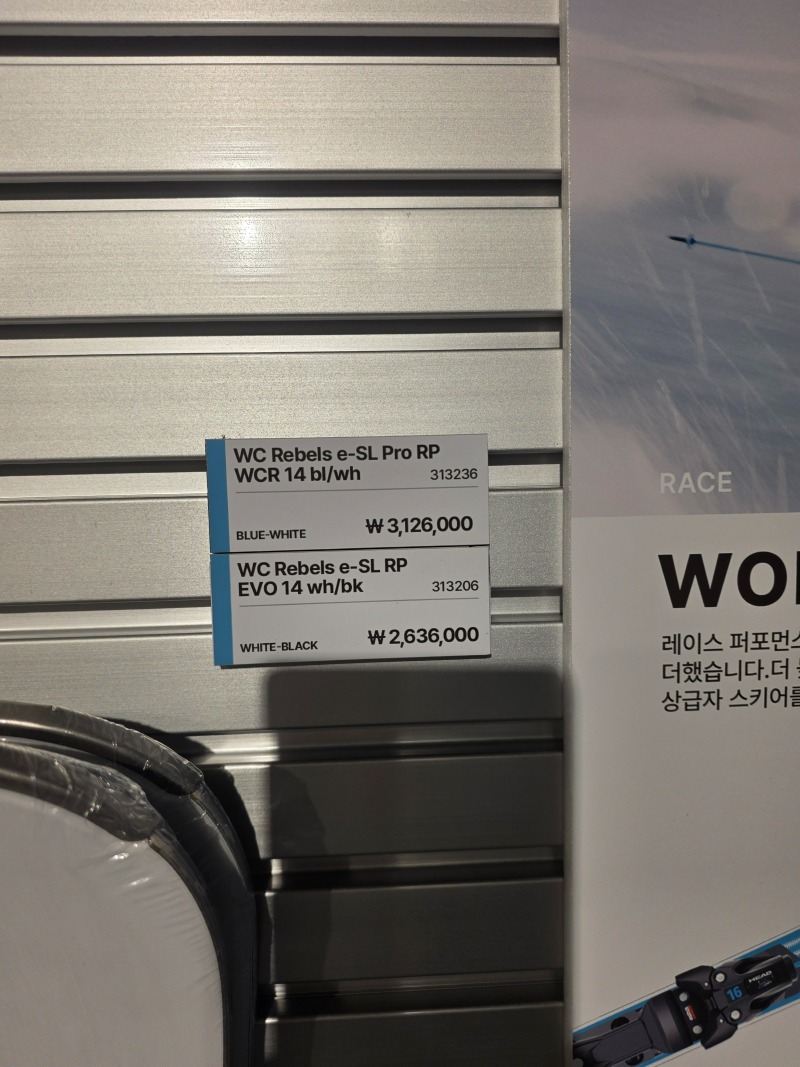 WC Rebels e-SL Pro RP
WCR 14 bl/wh 313236
BLUE-WHITE ₩3,126,000
WC Rebels e-SL RP
EVO 14 wh/bk 313206
WHITE-BLACK ₩2,636,000
RACE
WO
레이스 퍼포먼스
더했습니다.더
상급자 스키어를
16
HEAD